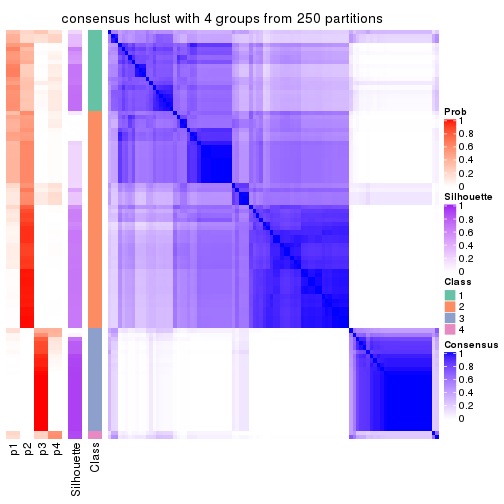 consensus hclust with 4 groups from 250 partitions
Prob
1
0.8
0.6
0.4
0.2
0
Silhouette
1
0.8
0.6
0.4
0.2
0
Class
1
2
3
4
Consensus
1
0.8
0.6
0.4
0.2
0
p1
p2
p3
p4
Silhouette
Class